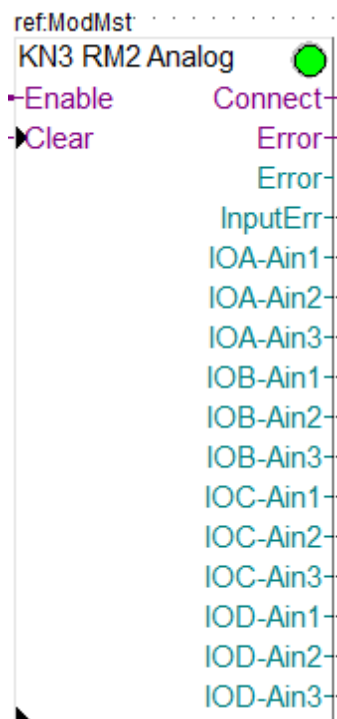 ref:ModMst
KN3 RM2 Analog
Enable Connect
Clear Error
Error
InputErr
IOA-Ain1
IOA-Ain2
IOA-Ain3
IOB-Ain1
IOB-Ain2
IOB-Ain3
IOC-Ain1
IOC-Ain2
IOC-Ain3
IOD-Ain1
IOD-Ain2
IOD-Ain3